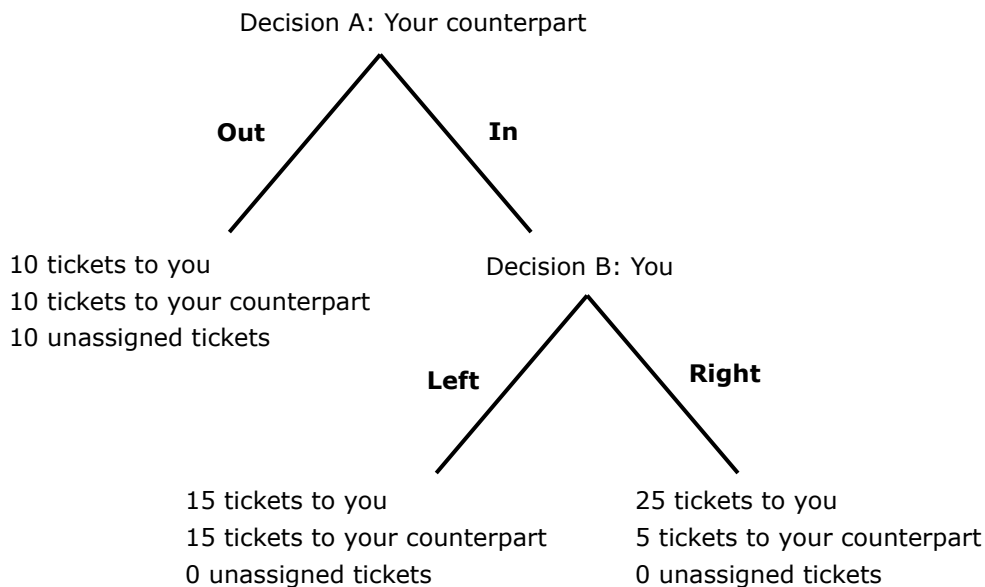 Decision A: Your counterpart
Out
In
10 tickets to you
10 tickets to your counterpart
10 unassigned tickets
Decision B: You
Left
Right
15 tickets to you
15 tickets to your counterpart
0 unassigned tickets
25 tickets to you
5 tickets to your counterpart
0 unassigned tickets